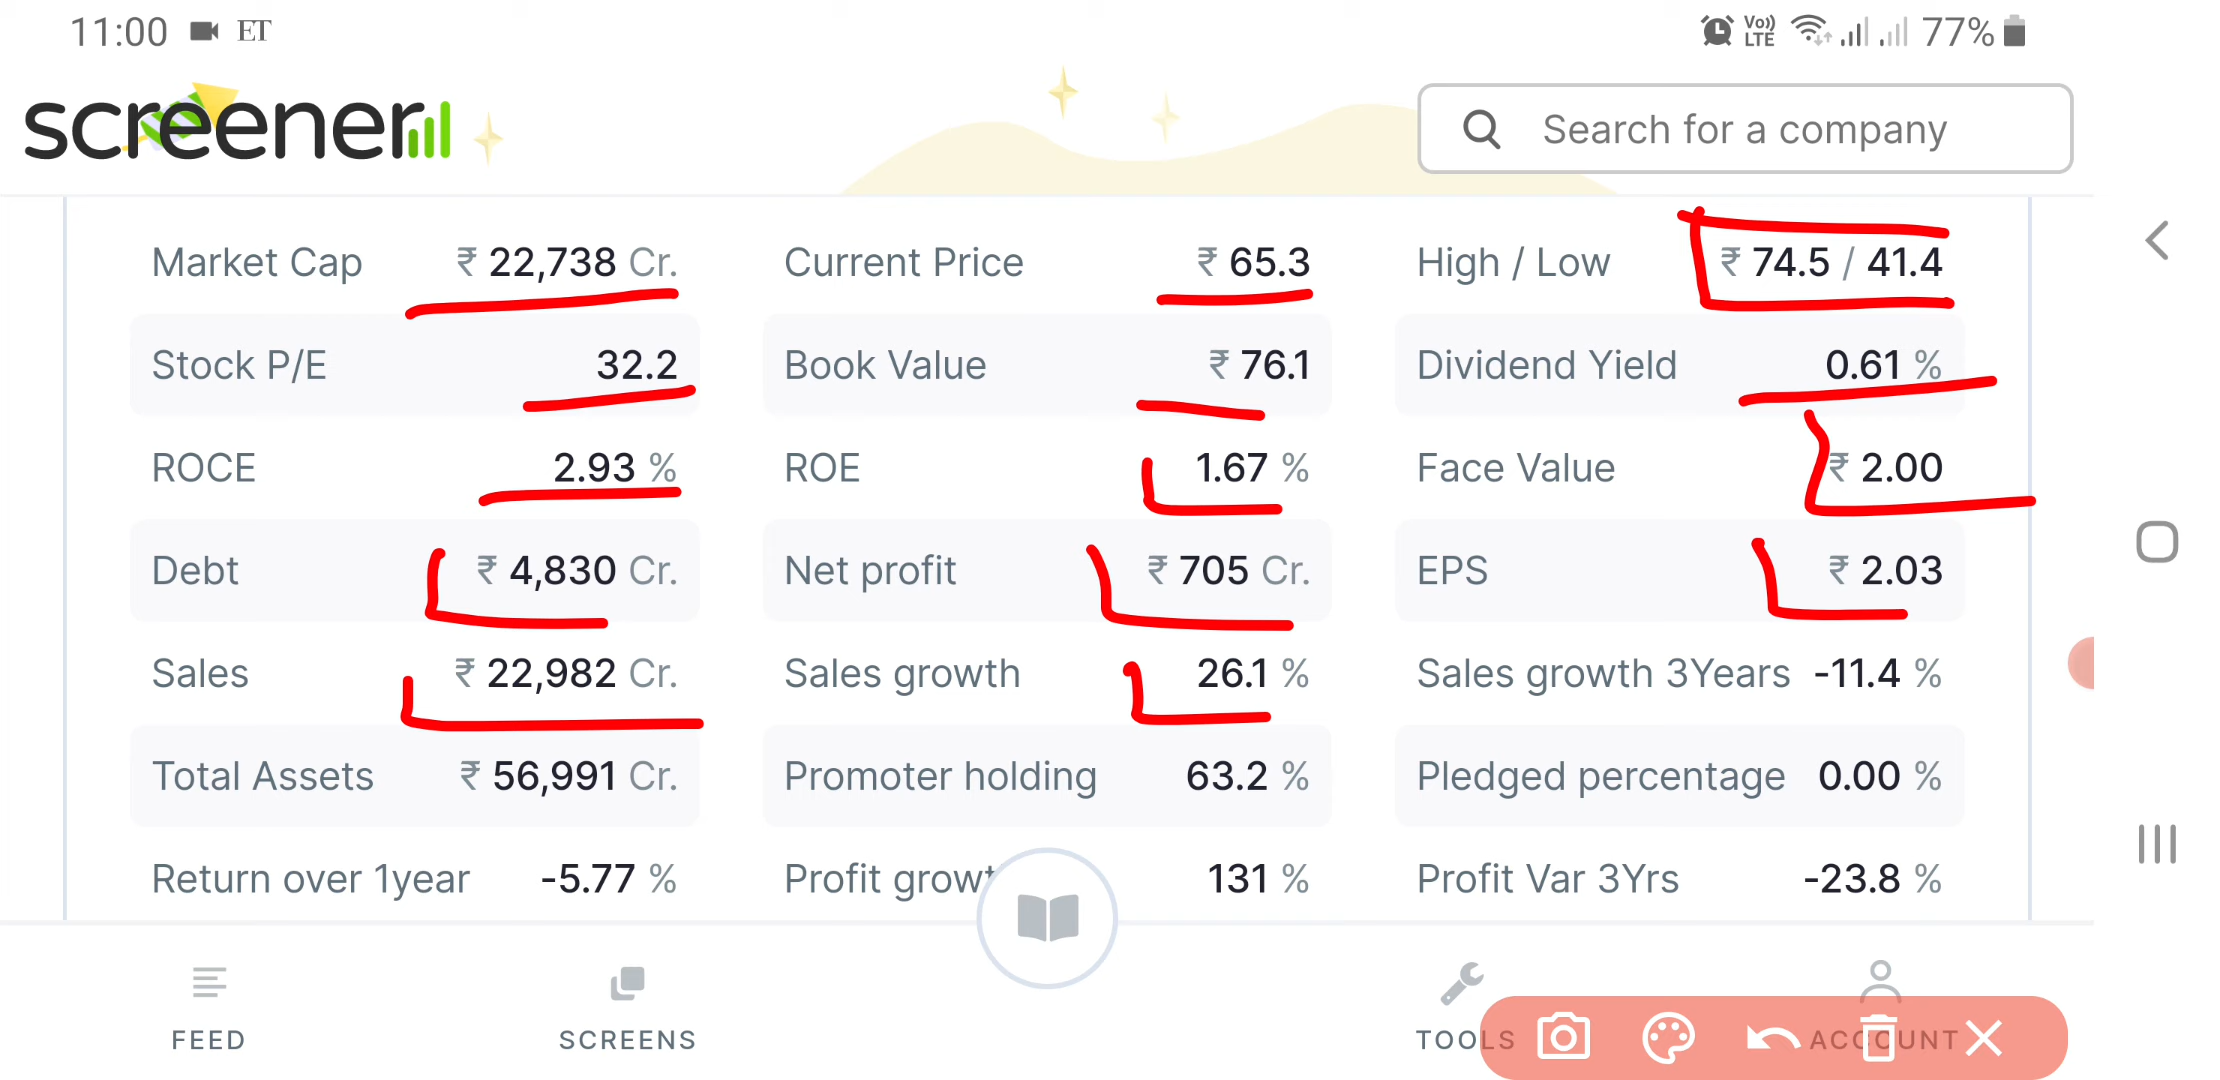 11:00 ET Vo)) LTE 77%
screener
Search for a company
Market Cap ₹ 22,738 Cr. Current Price ₹ 65.3 High / Low ₹ 74.5 / 41.4
Stock P/E 32.2 Book Value ₹ 76.1 Dividend Yield 0.61 %
ROCE 2.93 % ROE 1.67 % Face Value ₹ 2.00
Debt ₹ 4,830 Cr. Net profit ₹ 705 Cr. EPS ₹ 2.03
Sales ₹ 22,982 Cr. Sales growth 26.1 % Sales growth 3Years -11.4 %
Total Assets ₹ 56,991 Cr. Promoter holding 63.2 % Pledged percentage 0.00 %
Return over 1year -5.77 % Profit growt 131 % Profit Var 3Yrs -23.8 %
FEED SCREENS TOOLS ACCOUNT